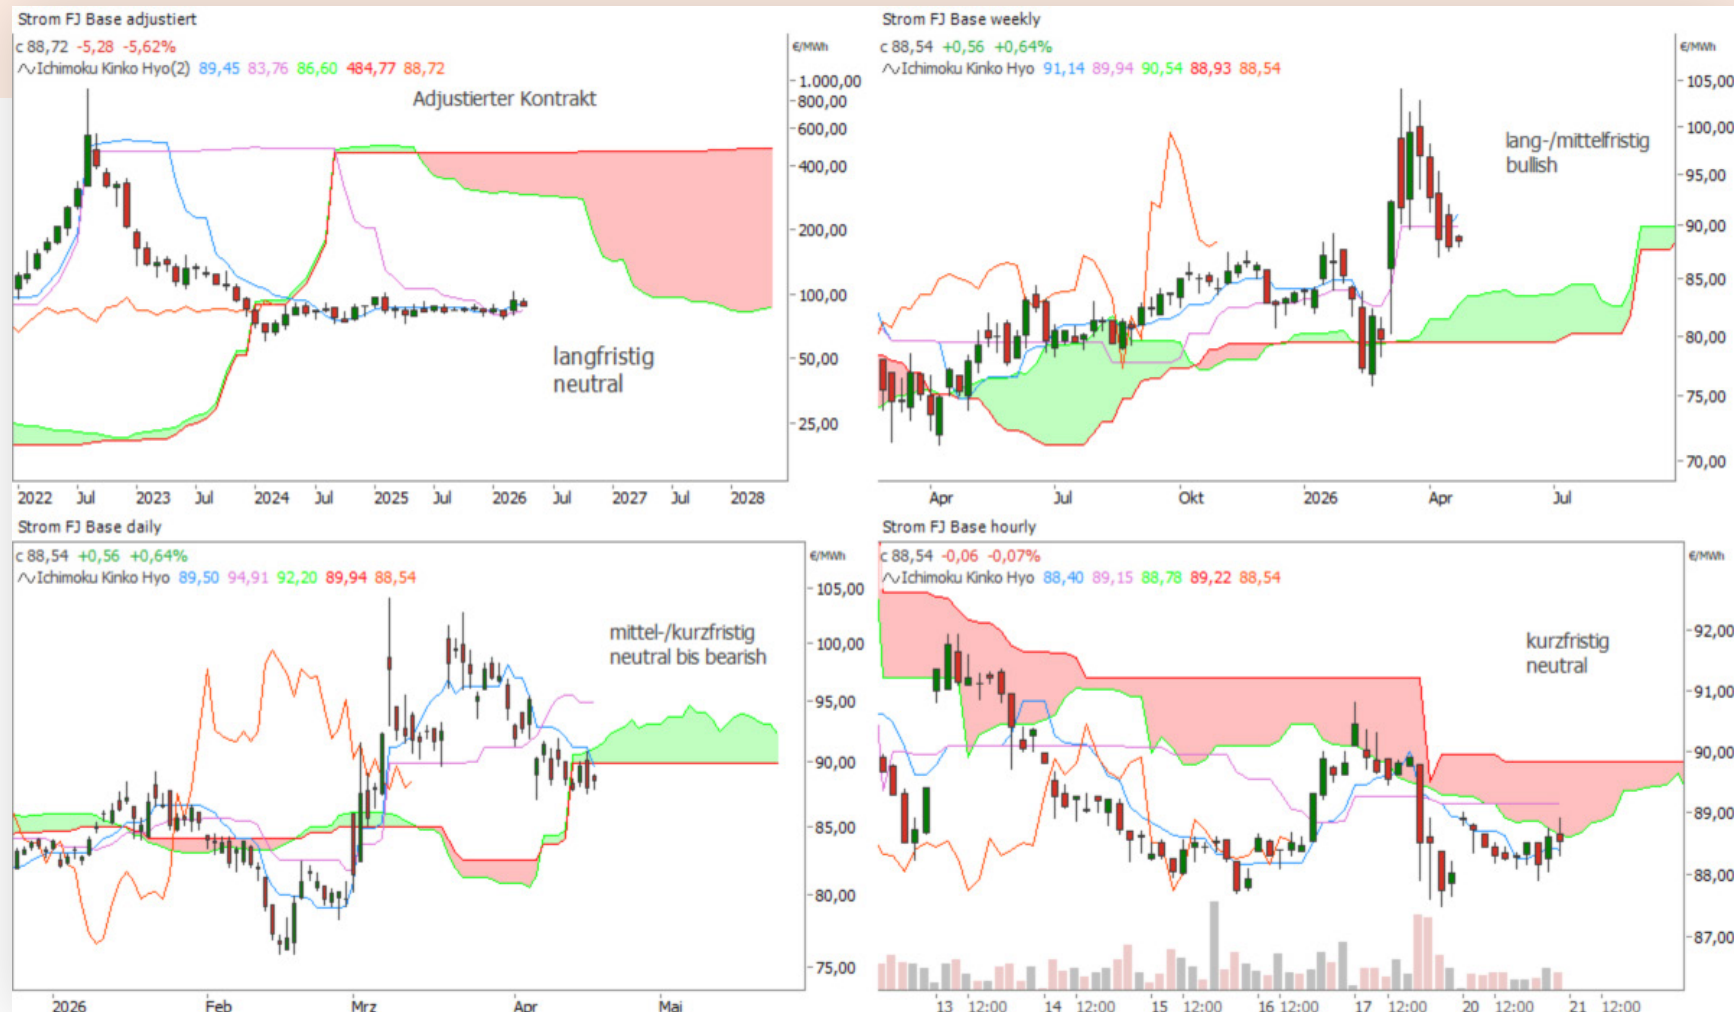 Strom FJ Base adjustiert
c 88,72 -5,28 -5,62%
Ichimoku Kinko Hyo(2) 89,45 83,76 86,60 484,77 88,72
€/MWh
Adjustierter Kontrakt
1.000,00
800,00
600,00
400,00
200,00
100,00
50,00
25,00
langfristig
neutral
2022 Jul 2023 Jul 2024 Jul 2025 Jul 2026 Jul 2027 Jul 2028
Strom FJ Base weekly
c 88,54 +0,56 +0,64%
Ichimoku Kinko Hyo 91,14 89,94 90,54 88,93 88,54
€/MWh
lang-/mittelfristig
bullish
105,00
100,00
95,00
90,00
85,00
80,00
75,00
70,00
Apr Jul Okt 2026 Apr Jul
Strom FJ Base daily
c 88,54 +0,56 +0,64%
Ichimoku Kinko Hyo 89,50 94,91 92,20 89,94 88,54
€/MWh
mittel-/kurzfristig
neutral bis bearish
105,00
100,00
95,00
90,00
85,00
80,00
75,00
2026 Feb Mrz Apr Mai
Strom FJ Base hourly
c 88,54 -0,06 -0,07%
Ichimoku Kinko Hyo 88,40 89,15 88,78 89,22 88,54
€/MWh
kurzfristig
neutral
92,00
91,00
90,00
89,00
88,00
87,00
13 12:00 14 12:00 15 12:00 16 12:00 17 12:00 20 12:00 21 12:00